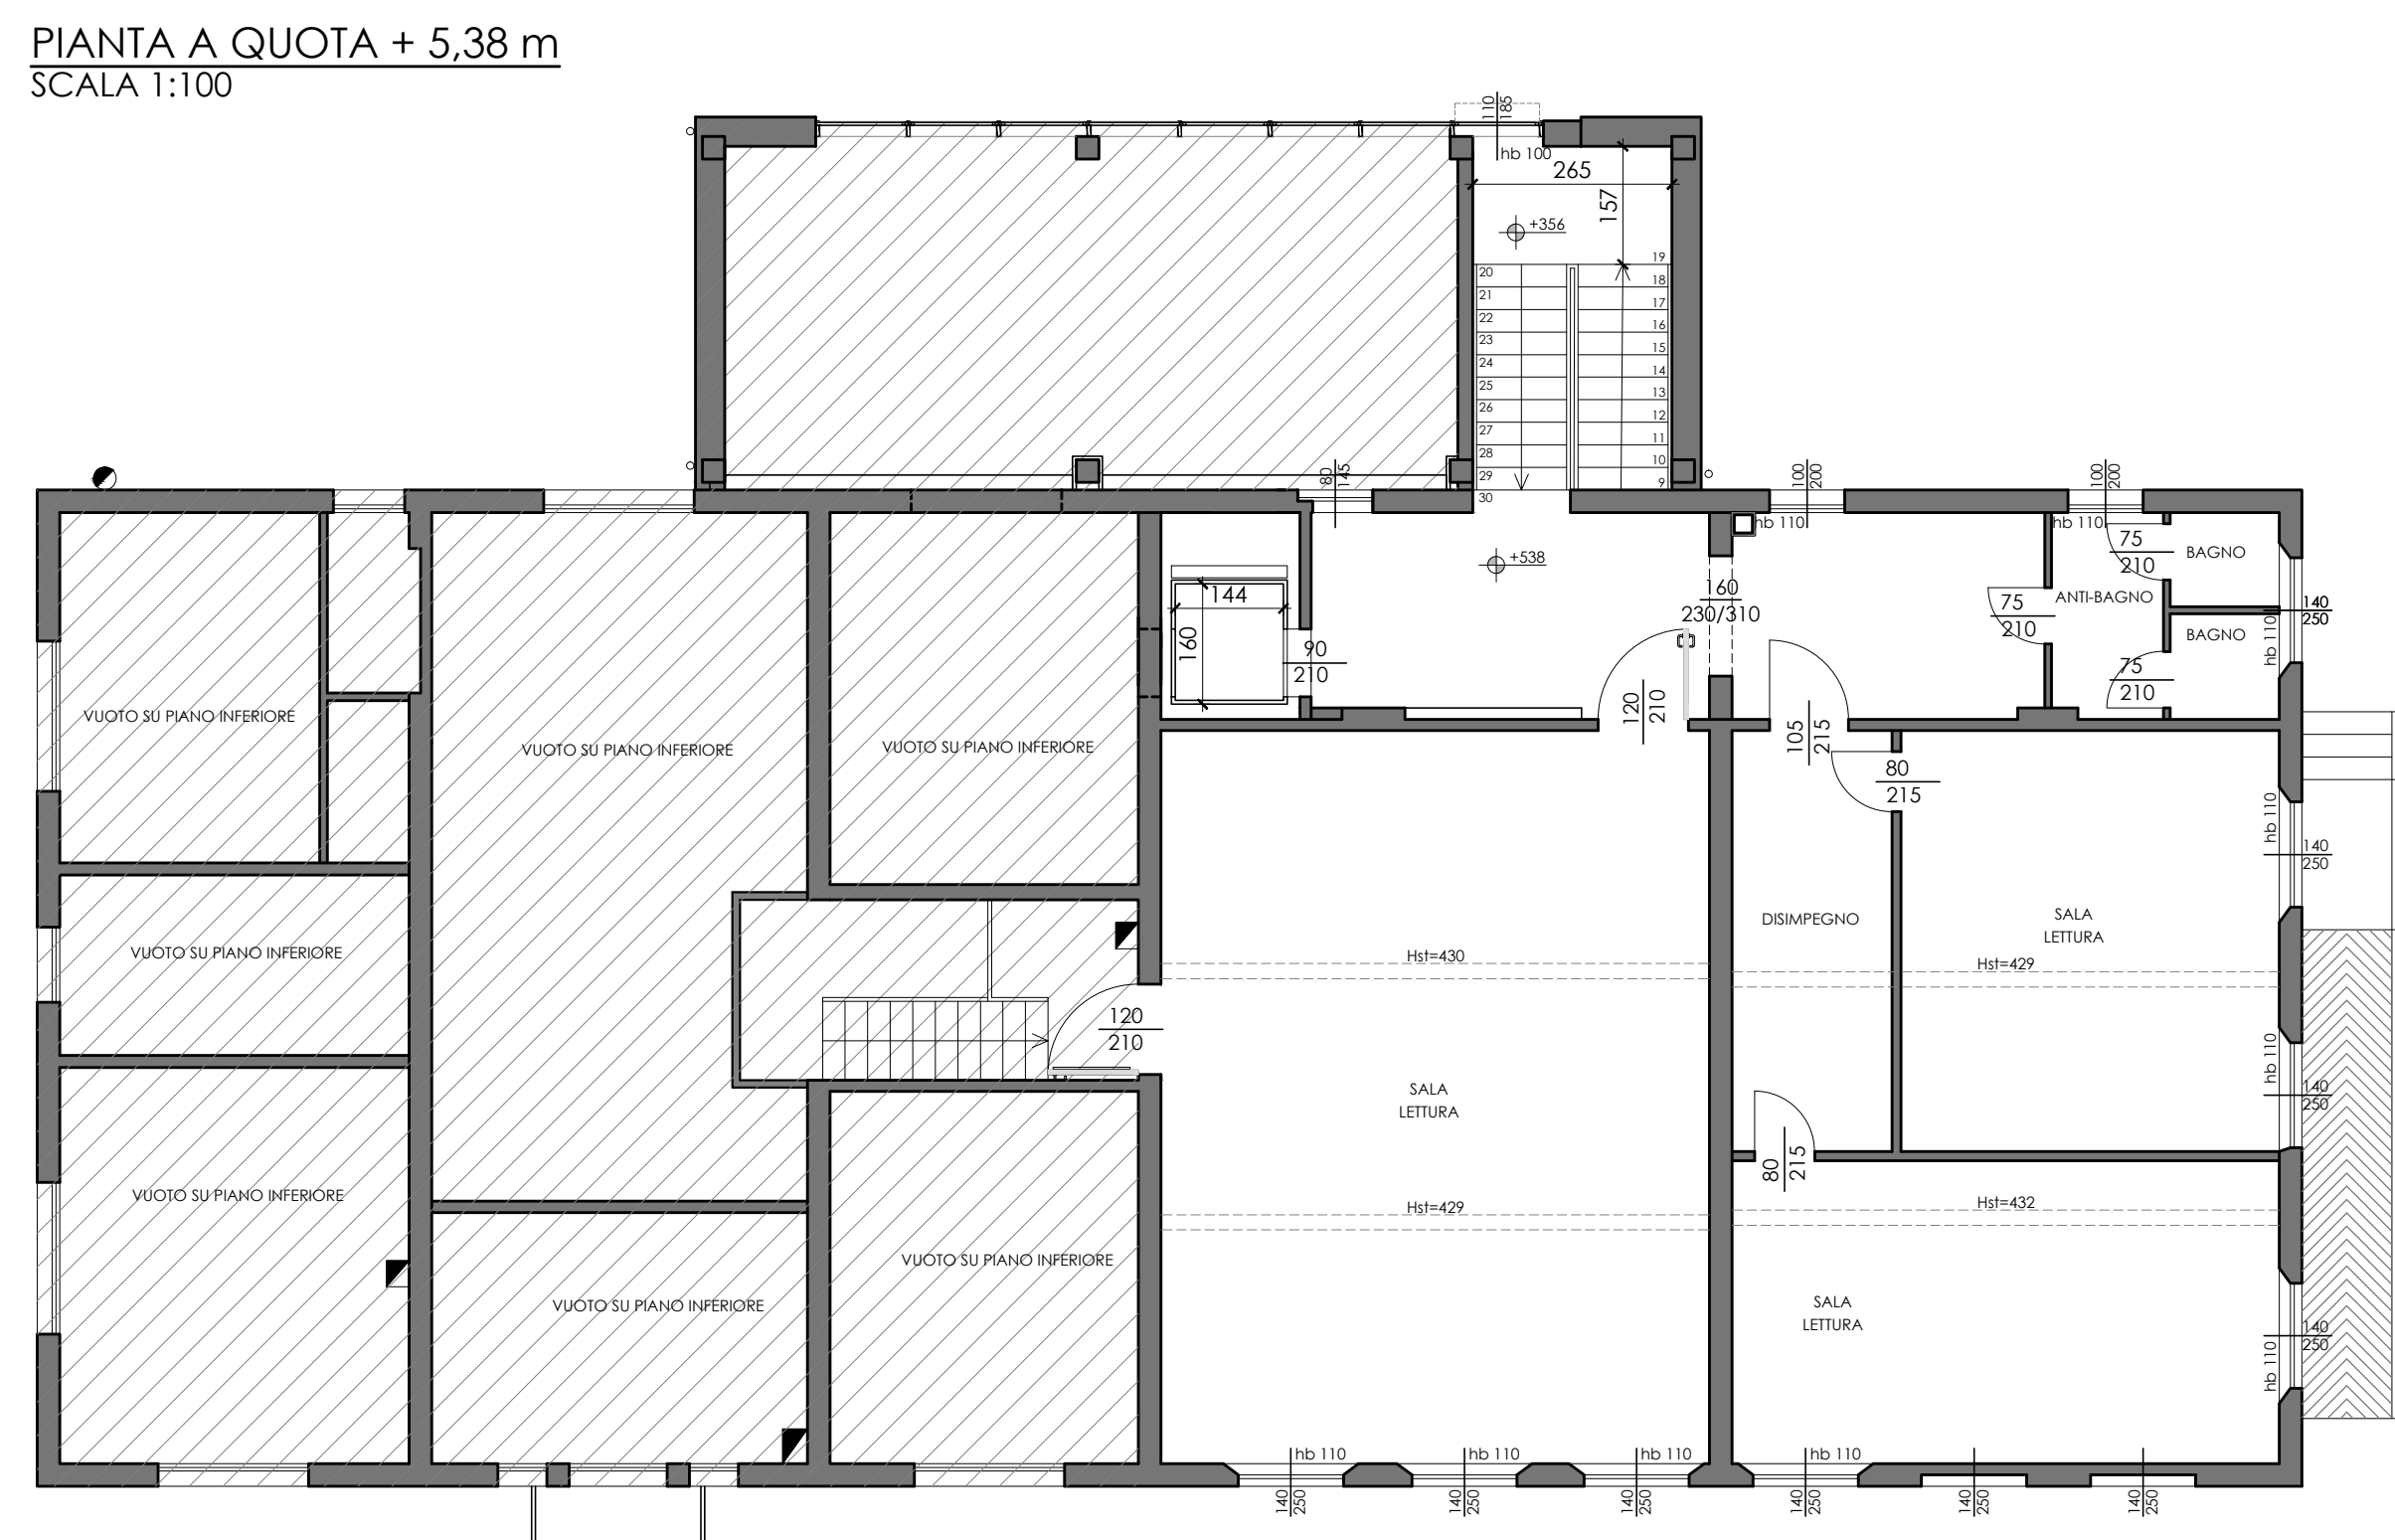 PIANTA A QUOTA + 5,38 m
SCALA 1:100
110
185
hb 100
265
157
+356
19
20
18
21
17
22
16
23
15
24
14
25
13
26
12
27
11
28
10
29
9
30
80
145
100
200
100
200
hb 110
hb 110
+538
75
210
BAGNO
144
160
230/310
75
210
ANTI-BAGNO
140
250
BAGNO
hb 110
160
90
210
75
210
120
210
105
215
VUOTO SU PIANO INFERIORE
VUOTO SU PIANO INFERIORE
VUOTO SU PIANO INFERIORE
80
215
hb 110
140
250
DISIMPEGNO
SALA
LETTURA
VUOTO SU PIANO INFERIORE
Hst=430
Hst=429
120
210
hb 110
140
250
SALA
LETTURA
80
215
VUOTO SU PIANO INFERIORE
Hst=429
Hst=432
VUOTO SU PIANO INFERIORE
VUOTO SU PIANO INFERIORE
SALA
LETTURA
140
250
hb 110
hb 110
hb 110
hb 110
hb 110
140
250
140
250
140
250
140
250
140
250
140
250